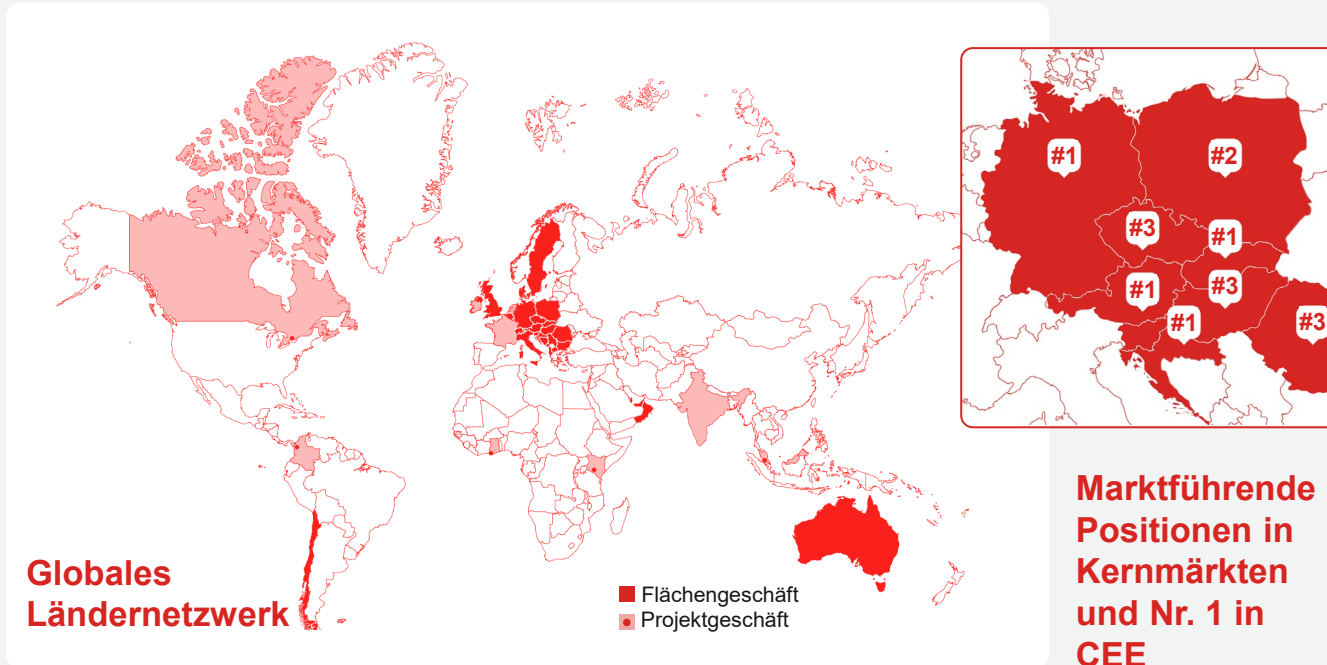 Globales
Ländernetzwerk
Flächengeschäft
Projektgeschäft
#1
#2
#3
#1
#1
#3
#1
#3
Marktführende
Positionen in
Kernmärkten
und Nr. 1 in
CEE